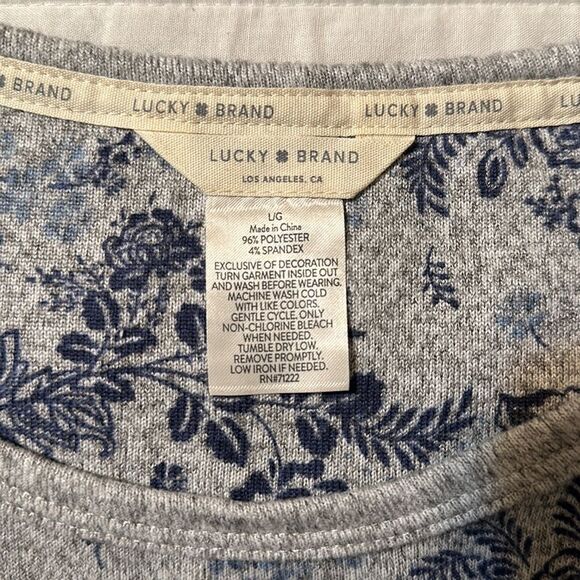 BRAND LUCKY BRAND LUCKY BRAND
LUCKY BRAND
LOS ANGELES, CA
L/G
Made in China
96% POLYESTER
4% SPANDEX
EXCLUSIVE OF DECORATION
TURN GARMENT INSIDE OUT
AND WASH BEFORE WEARING.
MACHINE WASH COLD
WITH LIKE COLORS.
GENTLE CYCLE. ONLY
NON-CHLORINE BLEACH
WHEN NEEDED.
TUMBLE DRY LOW.
REMOVE PROMPTLY.
LOW IRON IF NEEDED.
RN#71222